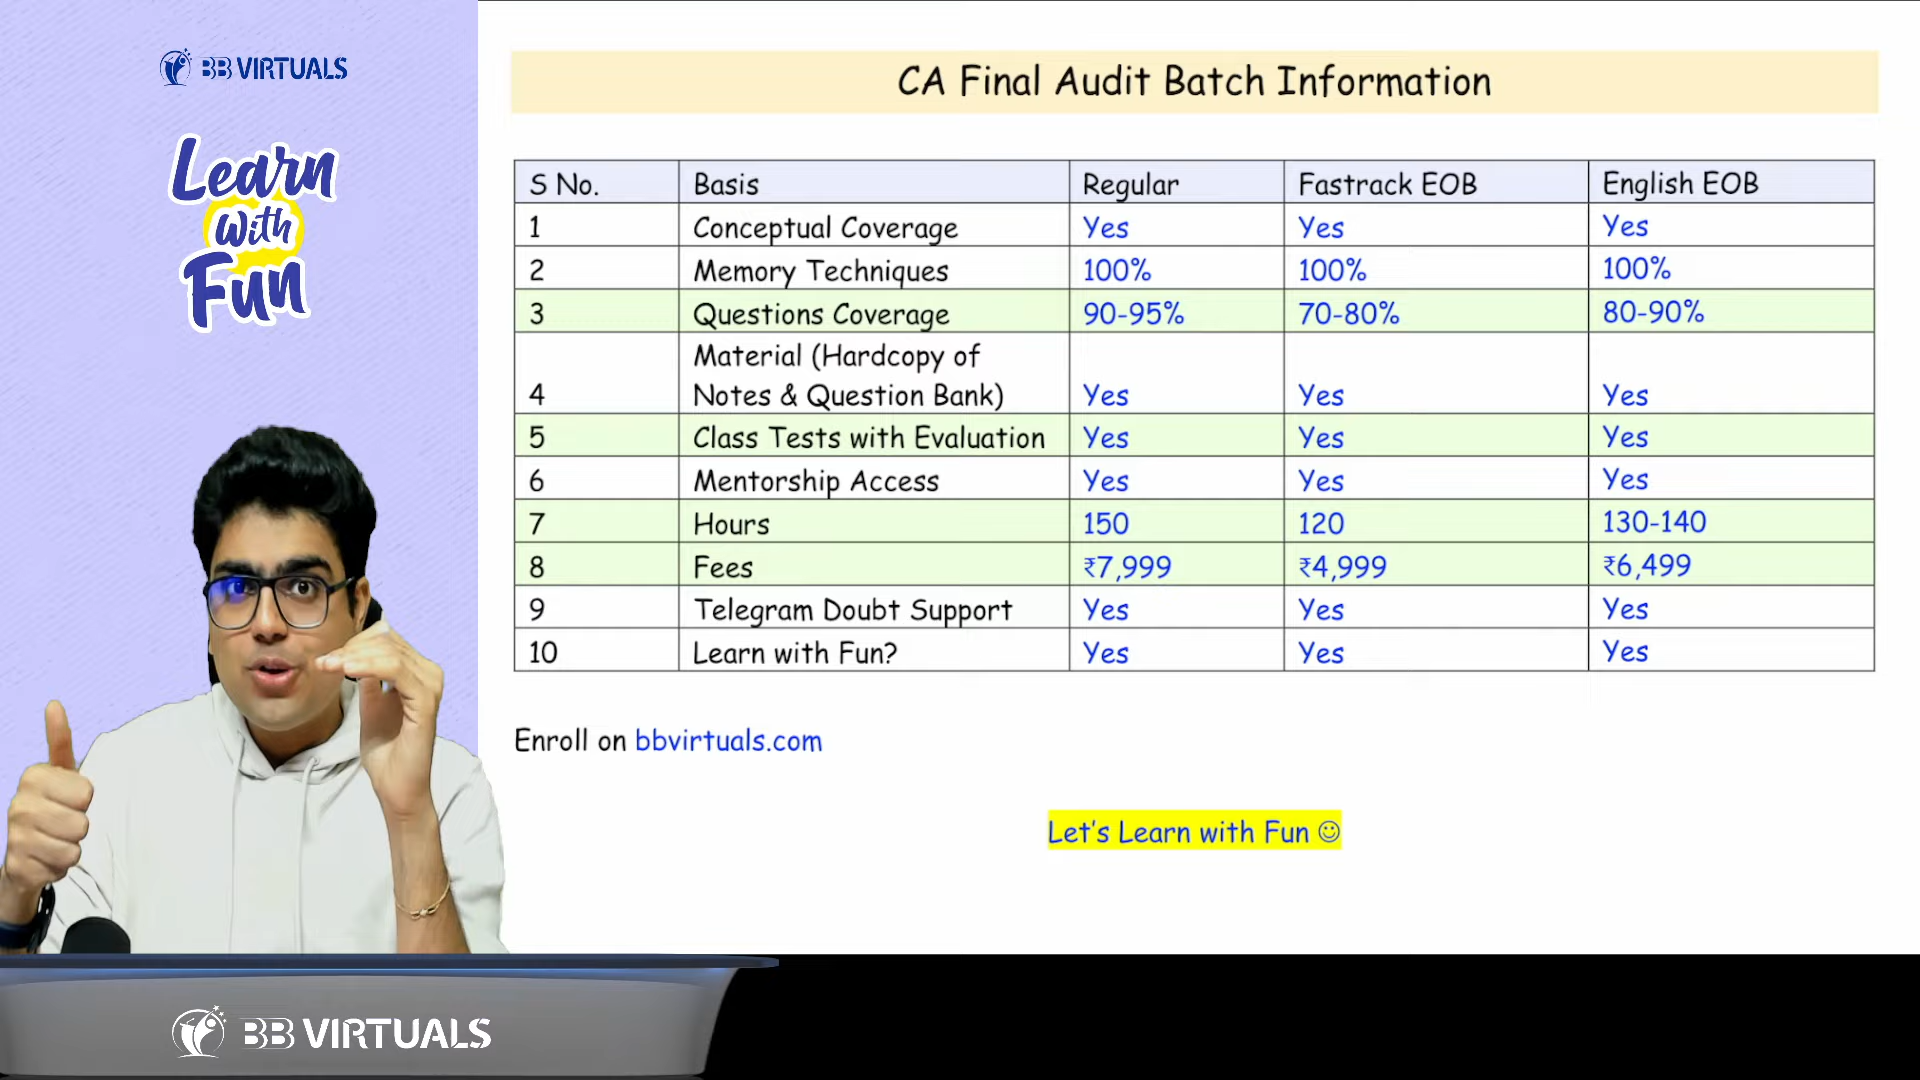 BB VIRTUALS
Learn
With
Fun
CA Final Audit Batch Information
S No. Basis Regular Fastrack EOB English EOB
1 Conceptual Coverage Yes Yes Yes
2 Memory Techniques 100% 100% 100%
3 Questions Coverage 90-95% 70-80% 80-90%
Material (Hardcopy of
4 Notes & Question Bank) Yes Yes Yes
5 Class Tests with Evaluation Yes Yes Yes
6 Mentorship Access Yes Yes Yes
7 Hours 150 120 130-140
8 Fees ₹7,999 ₹4,999 ₹6,499
9 Telegram Doubt Support Yes Yes Yes
10 Learn with Fun? Yes Yes Yes
Enroll on bbvirtuals.com
Let's Learn with Fun ☺
BB VIRTUALS